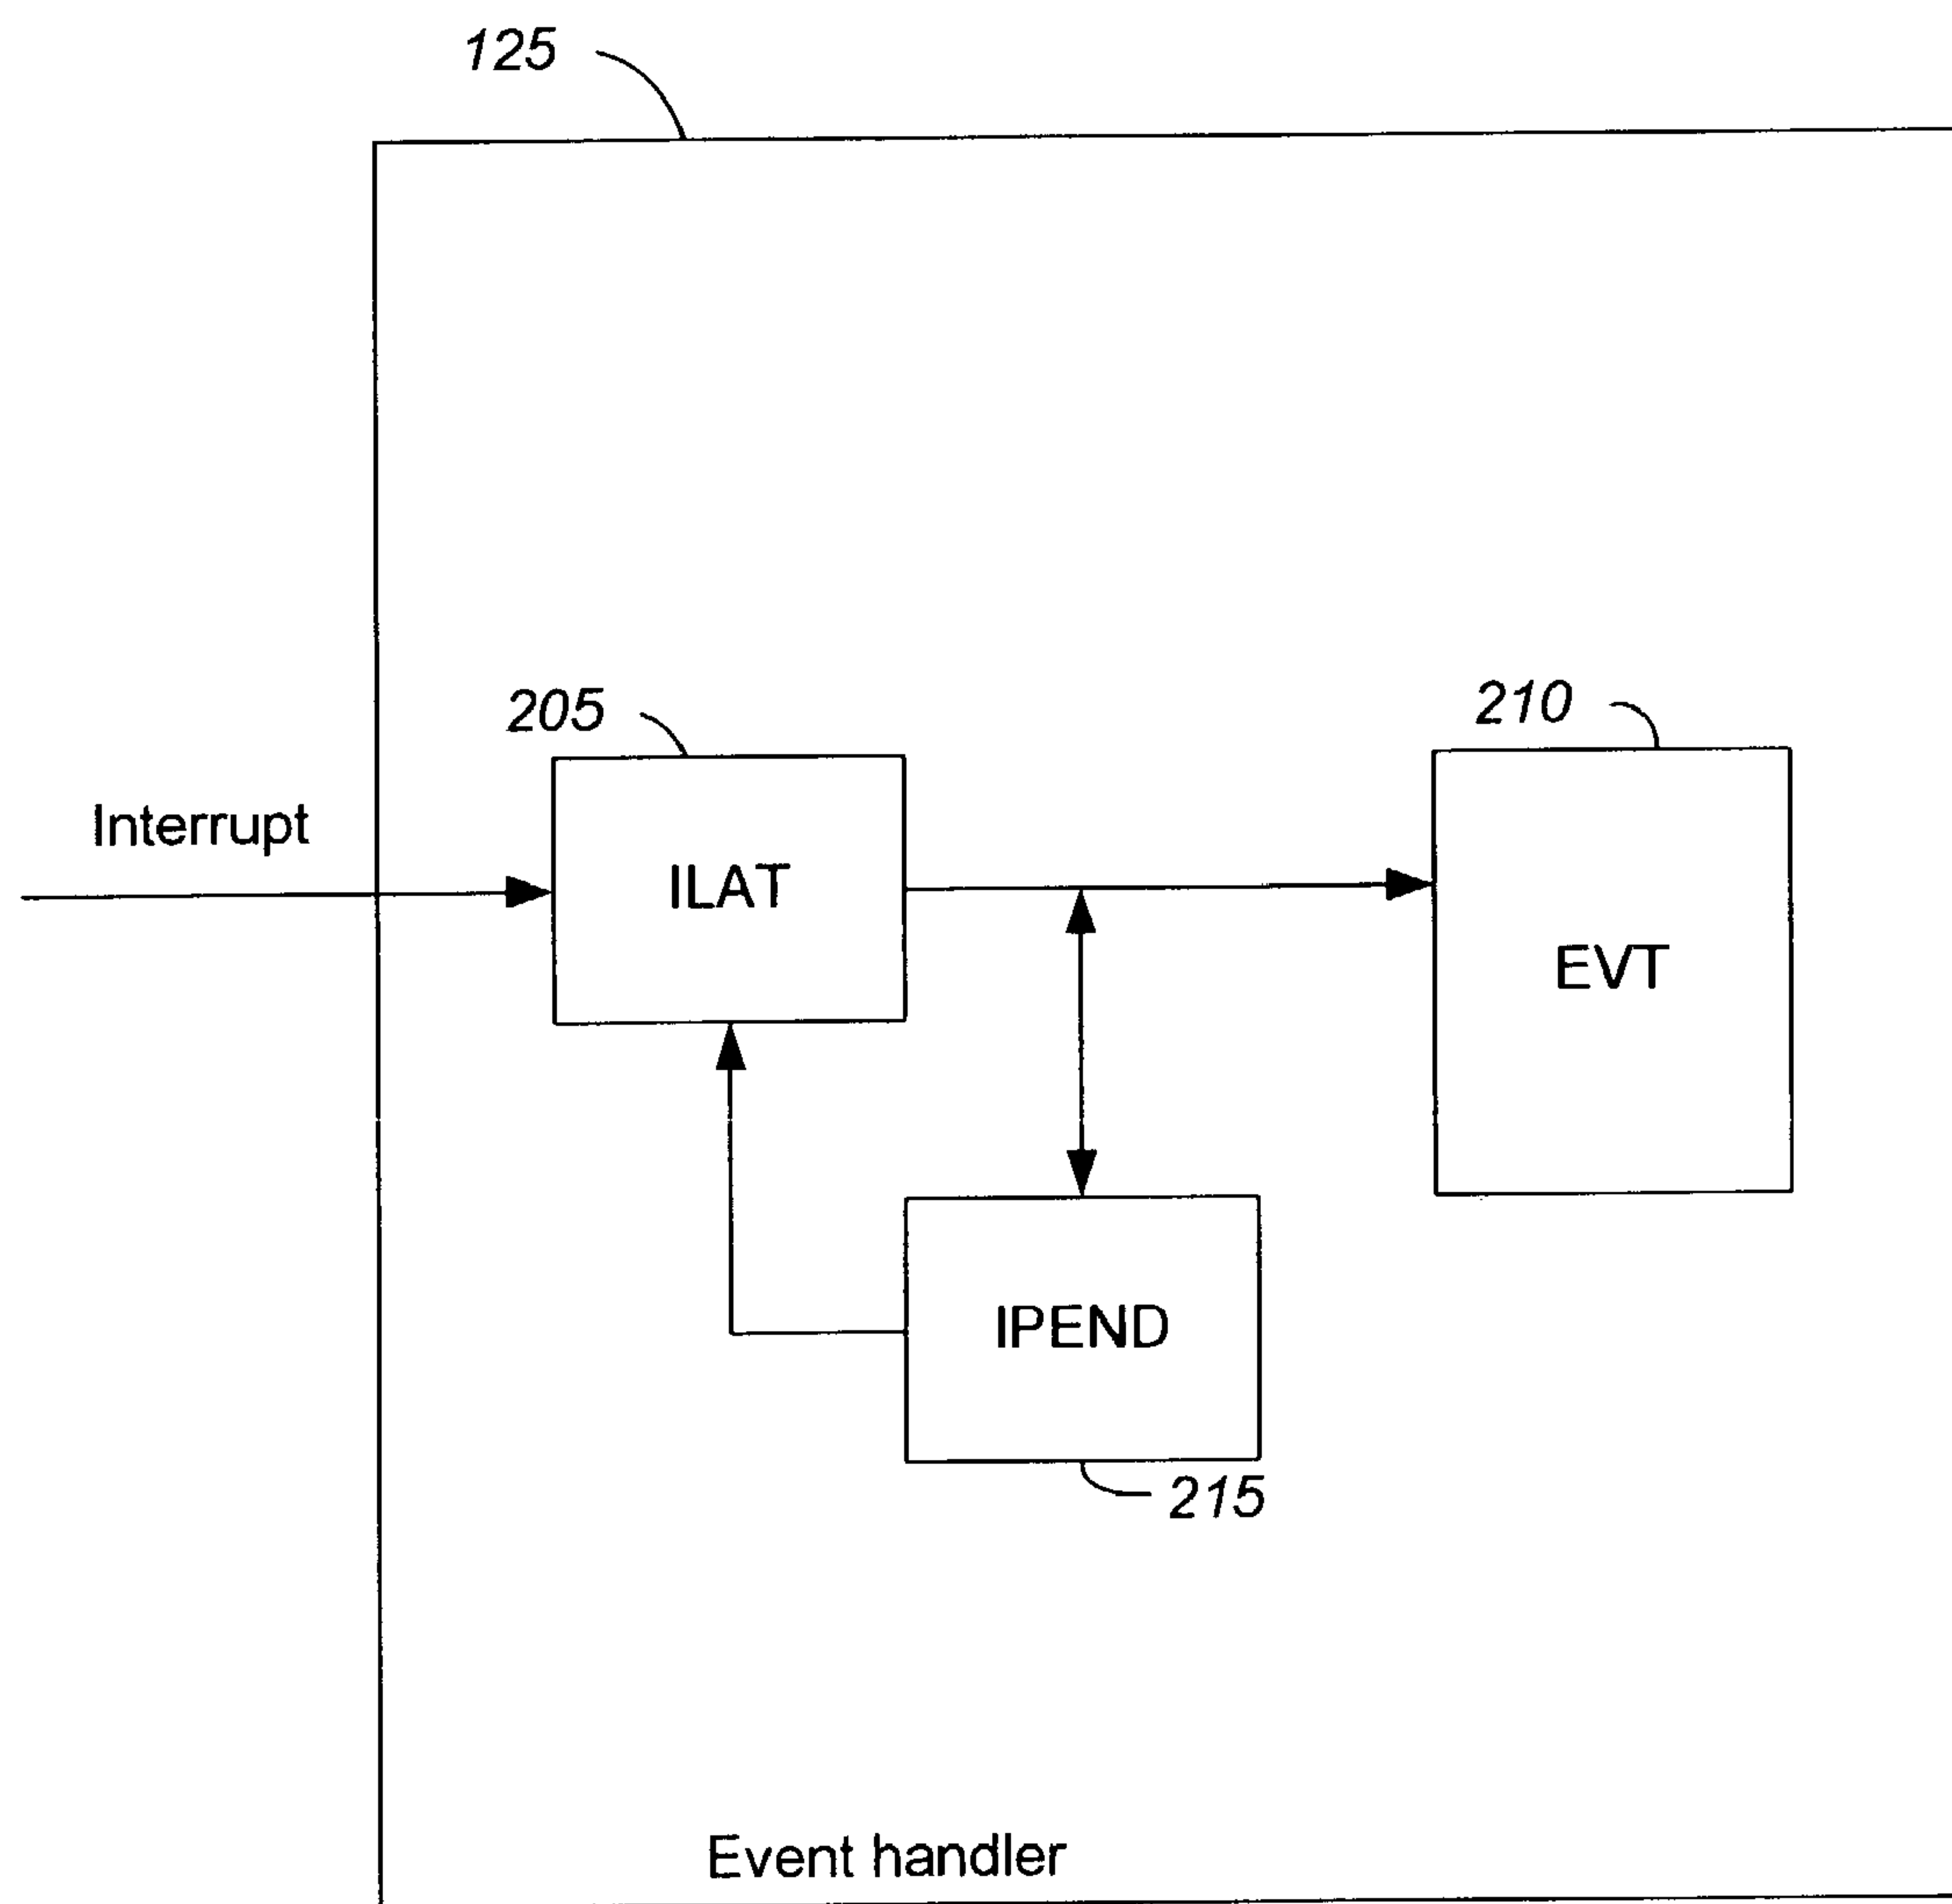 125
205
210
Interrupt
ILAT
EVT
IPEND
215
Event handler